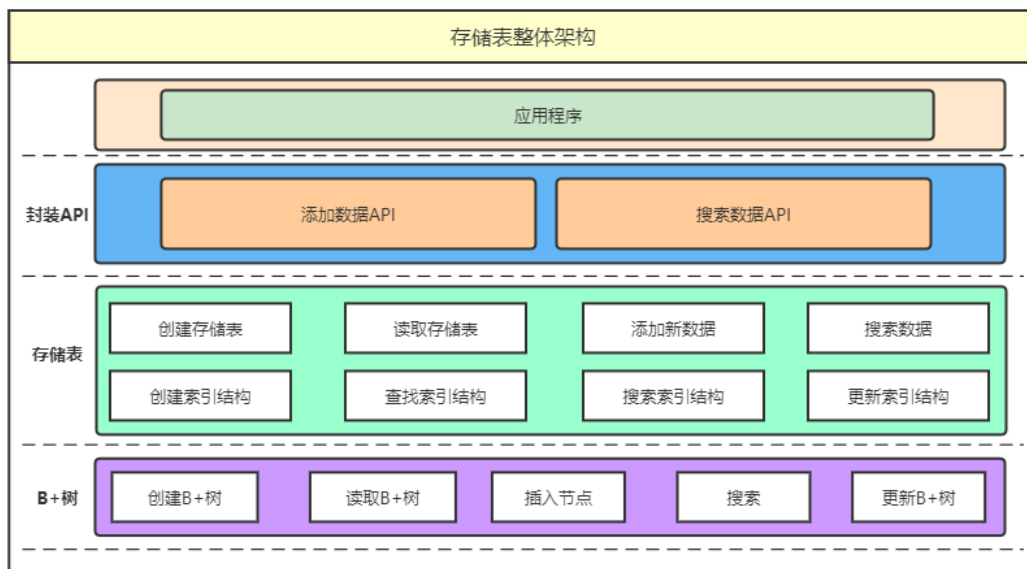 存储表整体架构
应用程序
封装API
添加数据API
搜索数据API
存储表
创建存储表
读取存储表
添加新数据
搜索数据
创建索引结构
查找索引结构
搜索索引结构
更新索引结构
B+树
创建B+树
读取B+树
插入节点
搜索
更新B+树